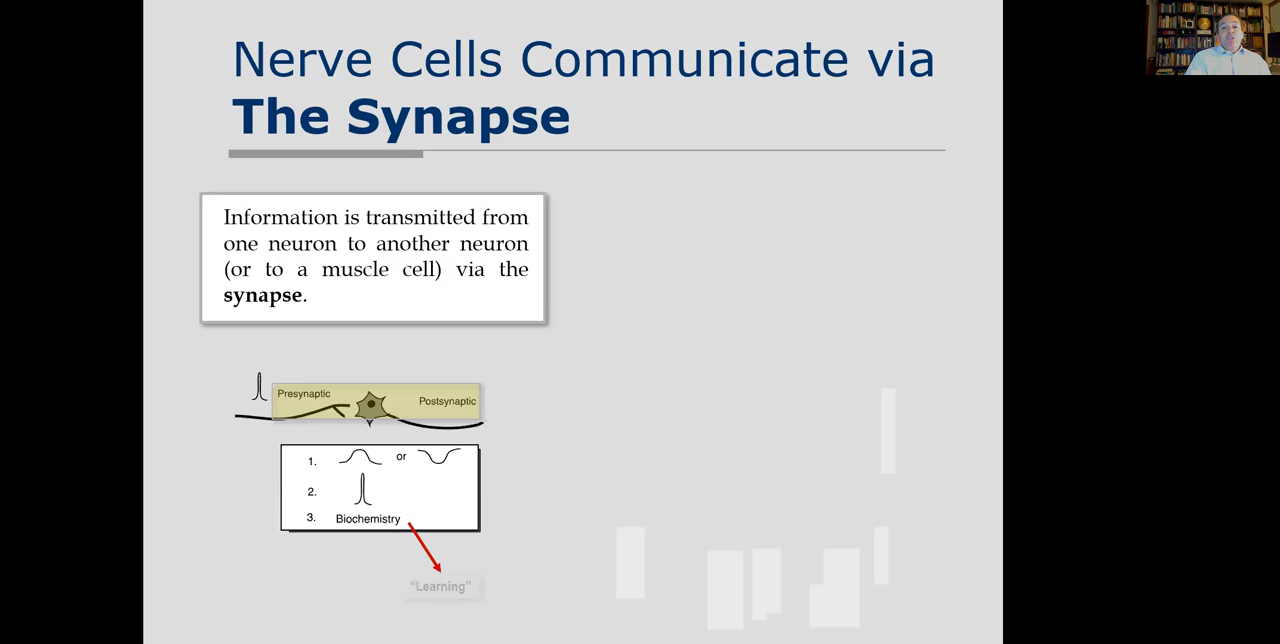 Nerve Cells Communicate via
The Synapse
Information is transmitted from
one neuron to another neuron
(or to a muscle cell) via the
synapse.
Presynaptic
Postsynaptic
1. or
2.
3. Biochemistry
“Learning”